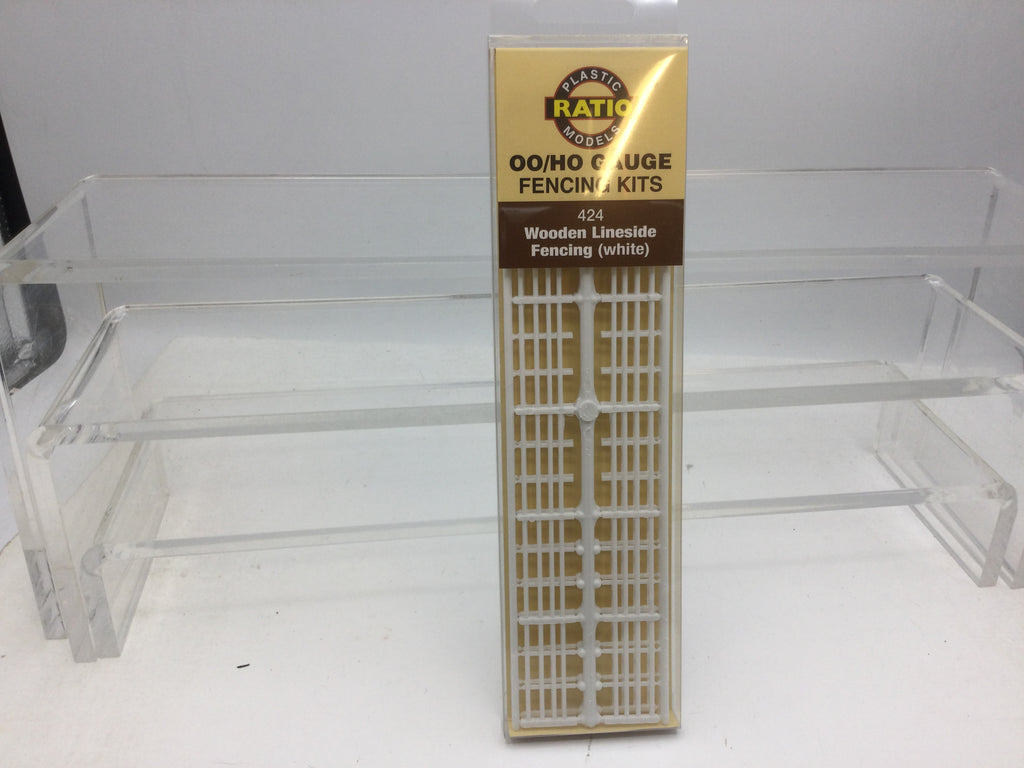 PLASTIC
RATIO
MODELS
OO/HO GAUGE
FENCING KITS
424
Wooden Lineside
Fencing (white)